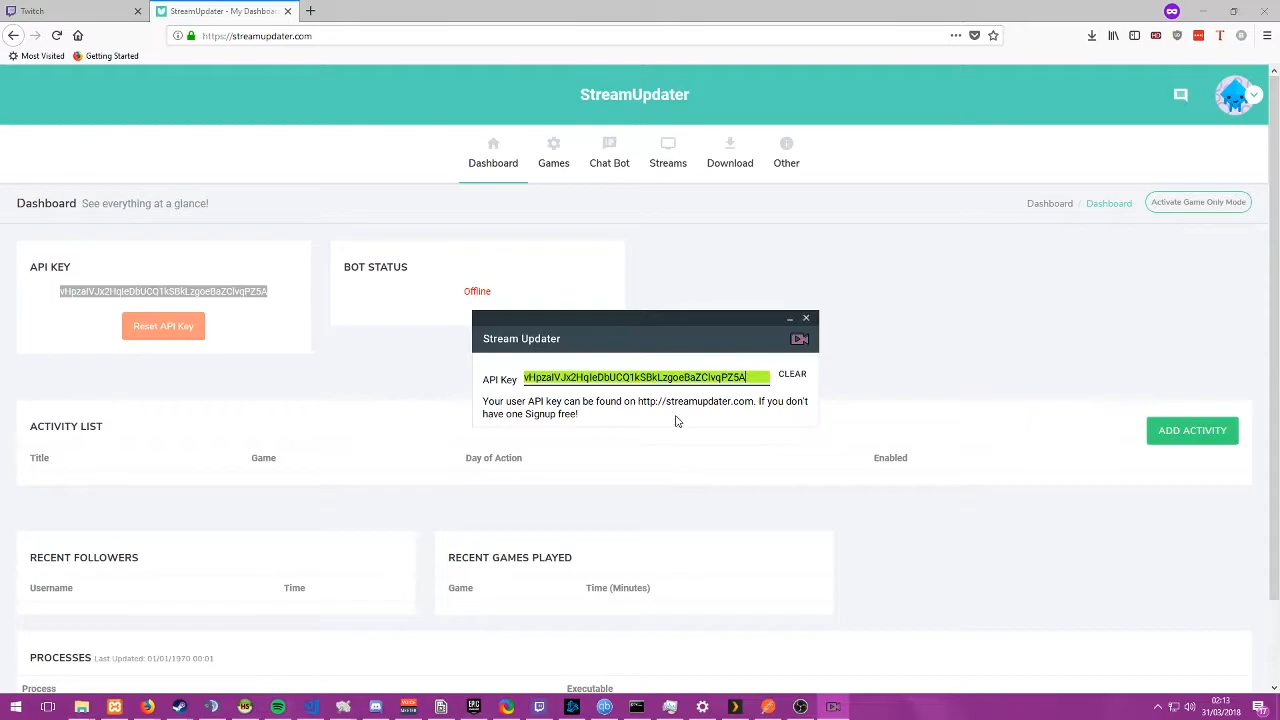 Twitch
StreamUpdater - My Dashboar
https://streamupdater.com
Most Visited
Getting Started
StreamUpdater
Dashboard
Games
Chat Bot
Streams
Download
Other
Dashboard See everything at a glance!
Dashboard / Dashboard
Activate Game Only Mode
API KEY
vHpzaIVJx2HqIeDbUCQ1kSBkLzgoeBaZClvqPZ5A
Reset API Key
BOT STATUS
Offline
Stream Updater
API Key vHpzaIVJx2HqIeDbUCQ1kSBkLzgoeBaZClvqPZ5A CLEAR
Your user API key can be found on http://streamupdater.com. If you don't
have one Signup free!
ACTIVITY LIST
ADD ACTIVITY
Title Game Day of Action Enabled
RECENT FOLLOWERS
Username Time
RECENT GAMES PLAYED
Game Time (Minutes)
PROCESSES Last Updated: 01/01/1970 00:01
Process Executable
02:13
31/03/2018